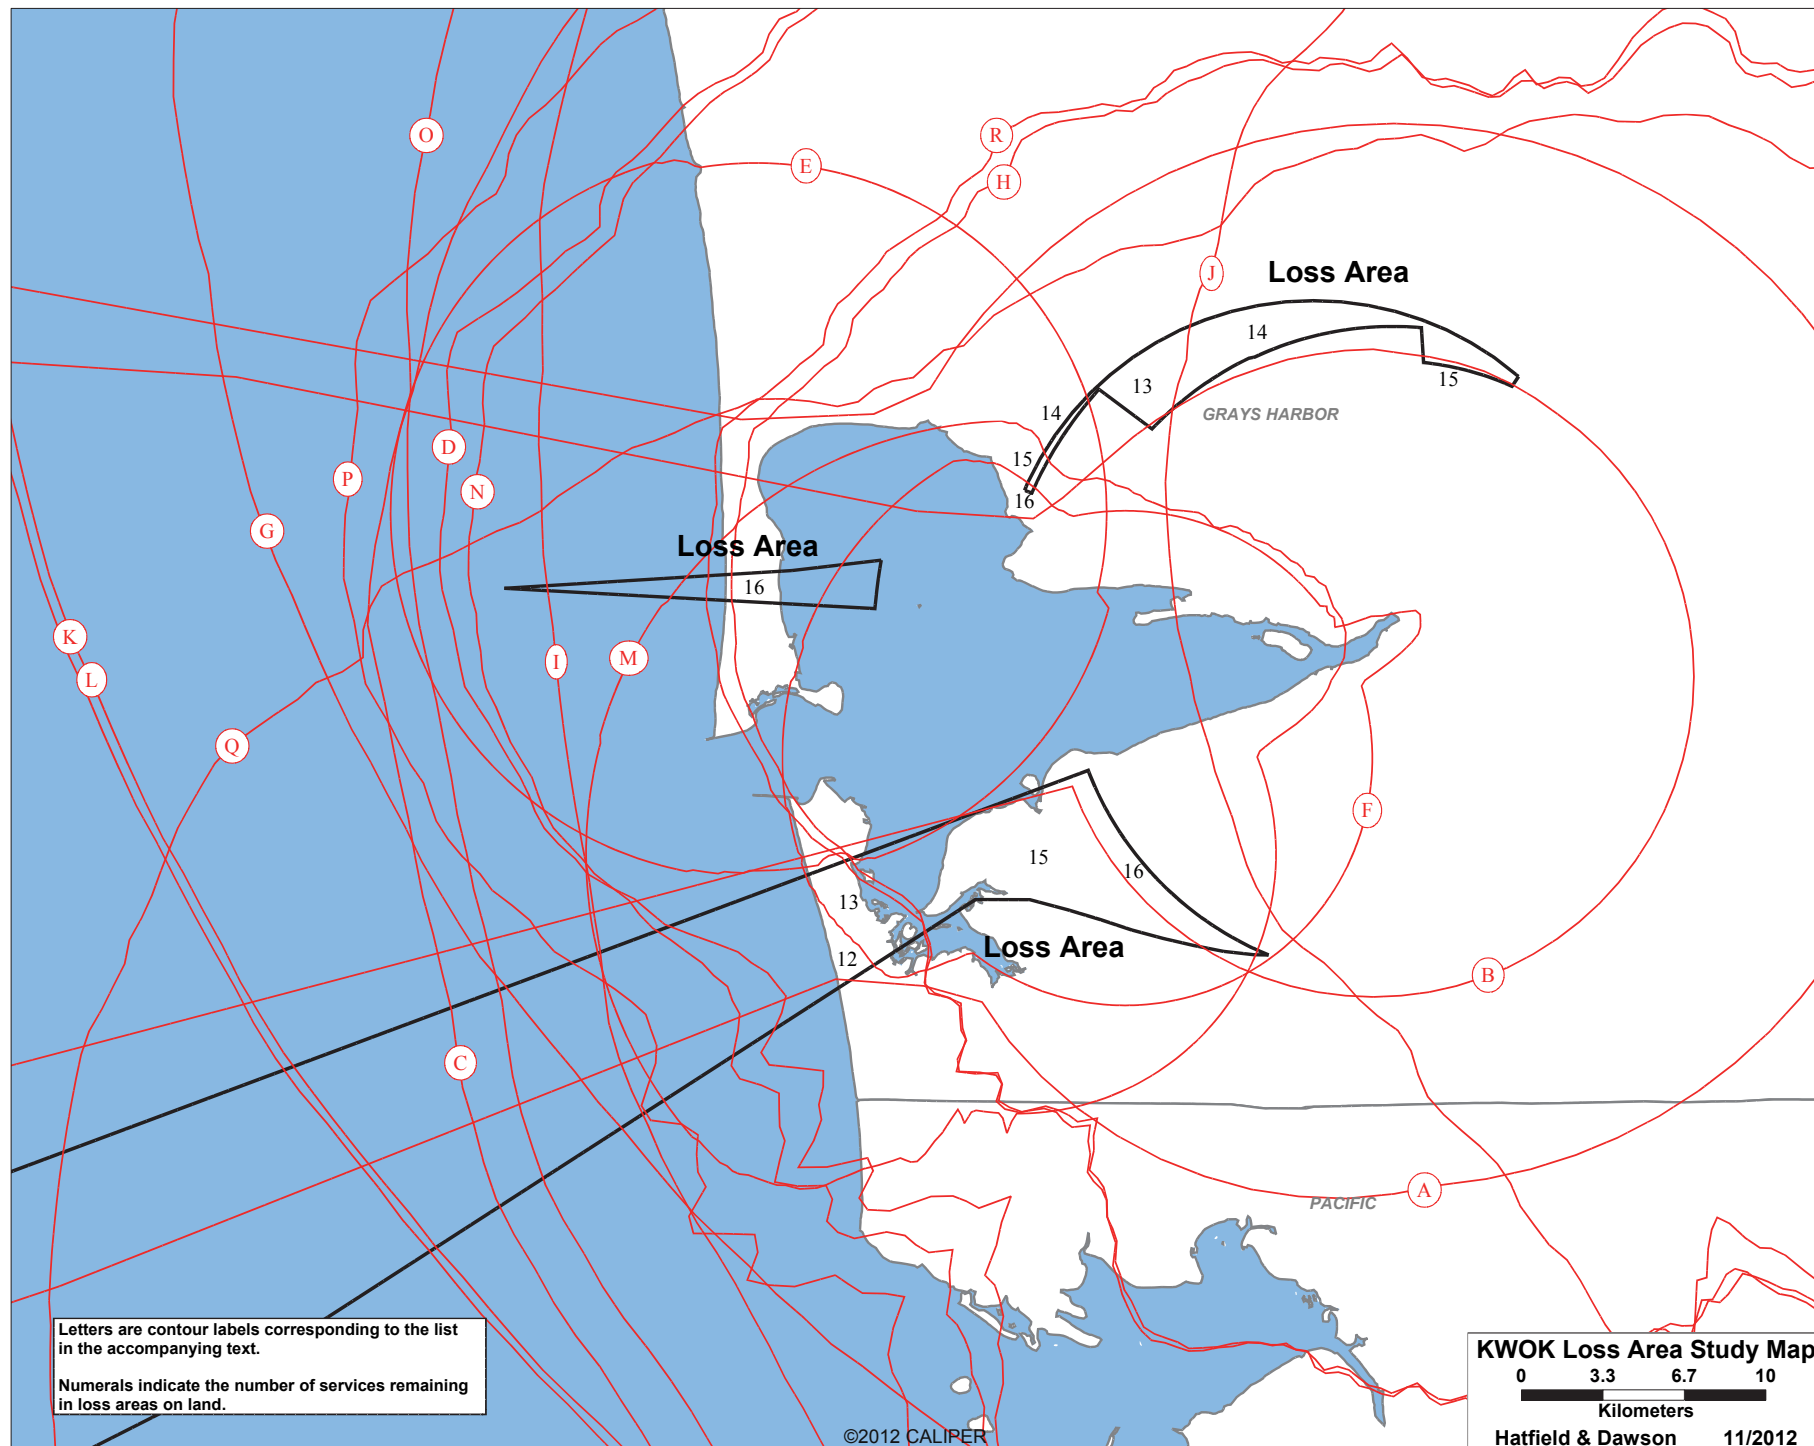 O
R
E
H
J
Loss Area
14
15
13
14
GRAYS HARBOR
D
15
P
N
16
G
Loss Area
16
K
I
M
L
Q
F
15
16
13
Loss Area
12
B
C
A
PACIFIC
Letters are contour labels corresponding to the list
in the accompanying text.
Numerals indicate the number of services remaining
in loss areas on land.
KWOK Loss Area Study Map
0 3.3 6.7 10
Kilometers
Hatfield & Dawson 11/2012
©2012 CALIPER